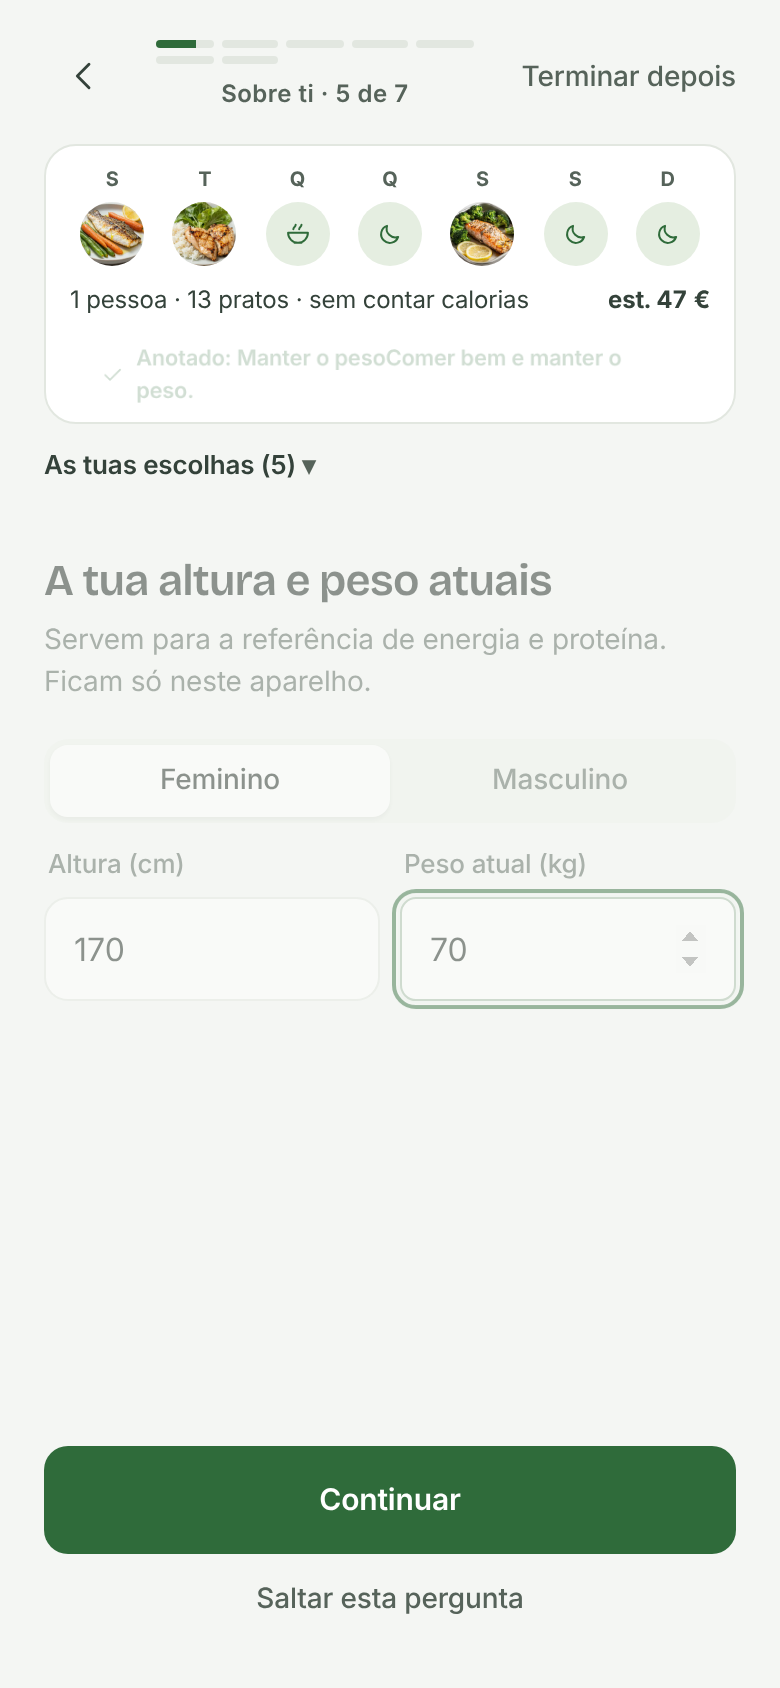 Sobre ti · 5 de 7
Terminar depois
S T Q Q S S D
1 pessoa · 13 pratos · sem contar calorias est. 47 €
Anotado: Manter o pesoComer bem e manter o
peso.
As tuas escolhas (5) ▾
A tua altura e peso atuais
Servem para a referência de energia e proteína.
Ficam só neste aparelho.
Feminino Masculino
Altura (cm) Peso atual (kg)
170 70
Continuar
Saltar esta pergunta